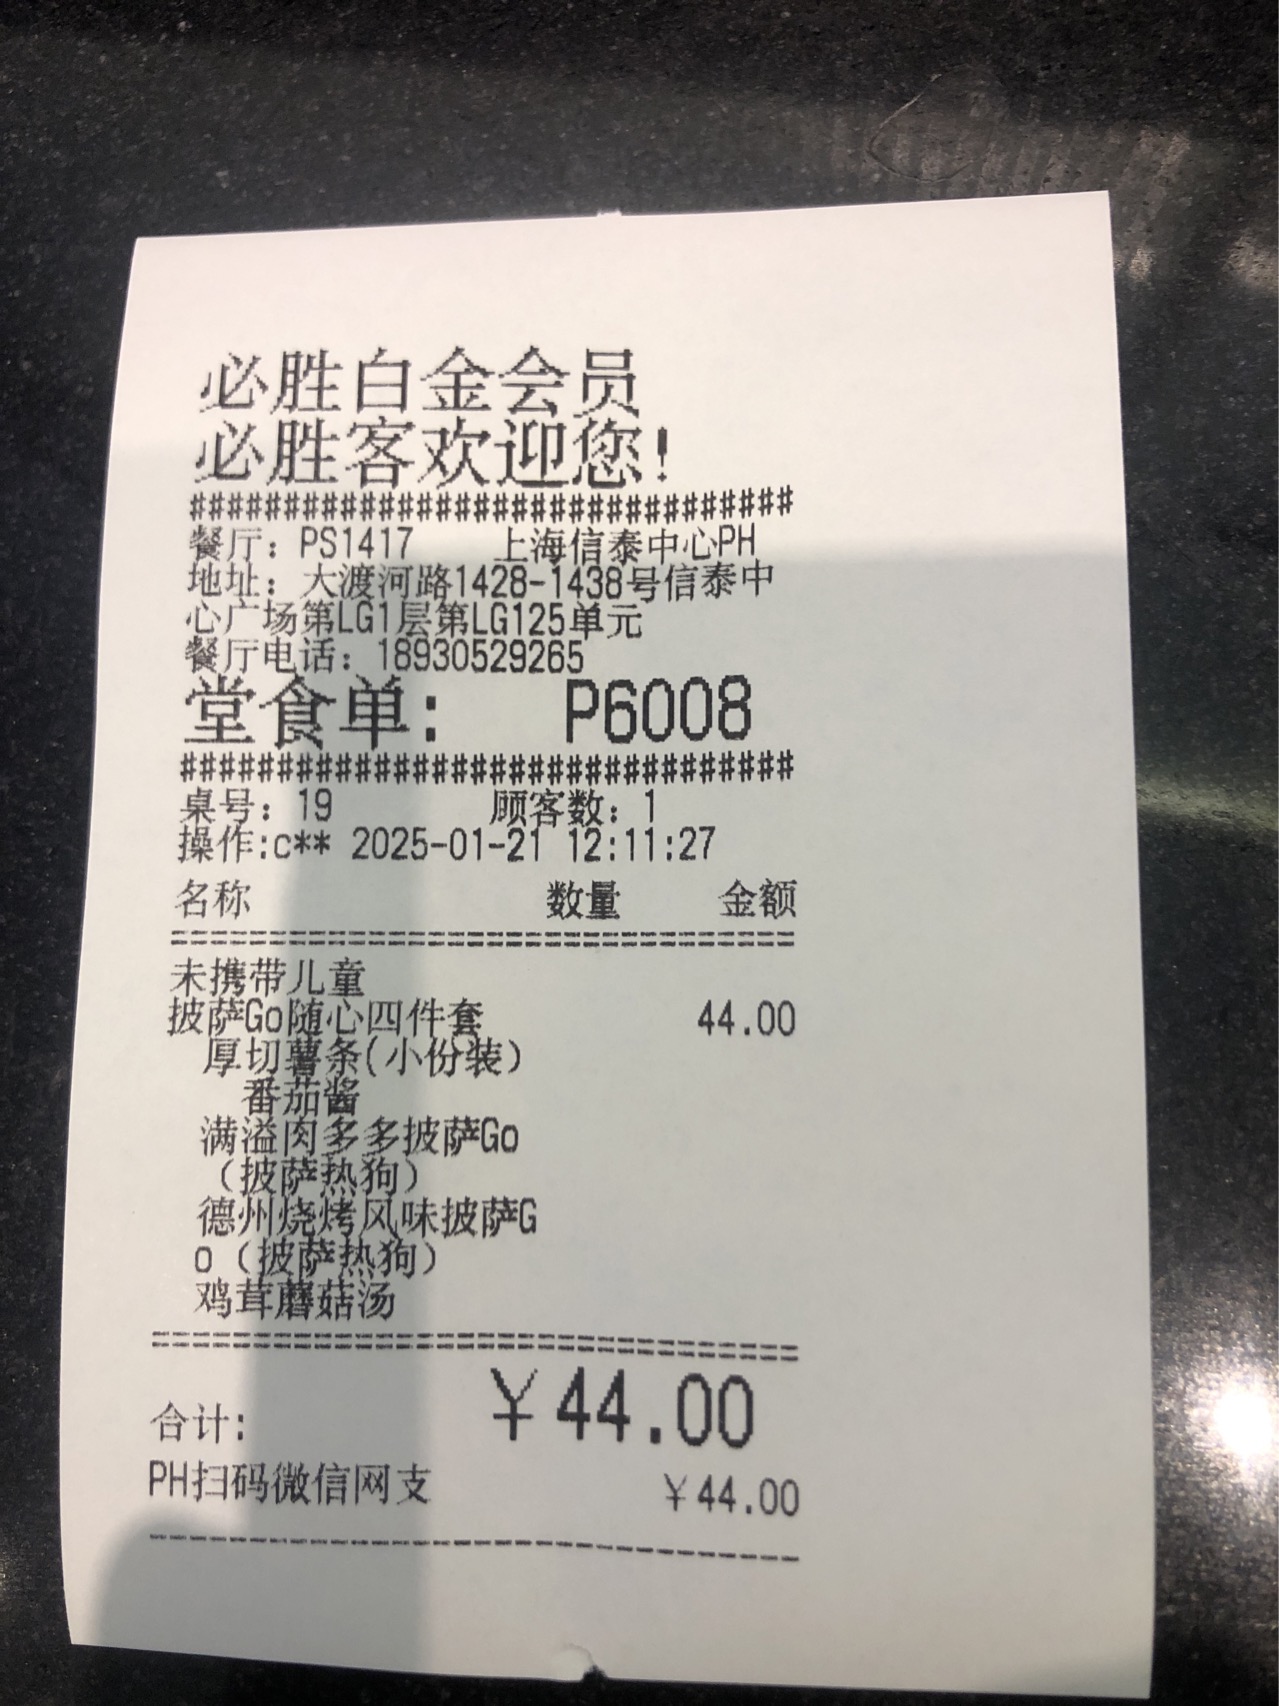 必胜白金会员
必胜客欢迎您!
################################
餐厅: PS1417 上海信泰中心PH
地址: 大渡河路1428-1438号信泰中
心广场第LG1层第LG125单元
餐厅电话: 18930529265
堂食单: P6008
################################
桌号: 19 顾客数: 1
操作:c** 2025-01-21 12:11:27
名称 数量 金额
================================
未携带儿童
披萨Go随心四件套 44.00
厚切薯条(小份装)
番茄酱
满溢肉多多披萨Go
(披萨热狗)
德州烧烤风味披萨G
o(披萨热狗)
鸡茸蘑菇汤
================================
合计: ¥44.00
PH扫码微信网支 ¥44.00
--------------------------------